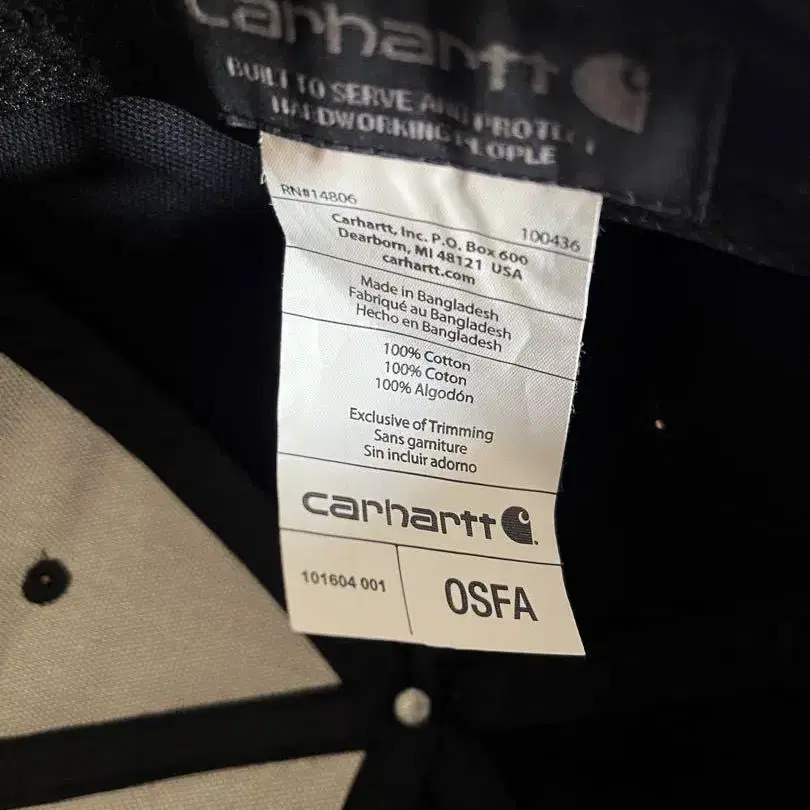 carhartt
BUILT TO SERVE AND PROTECT
HARDWORKING PEOPLE
RN#14806
100436
Carhartt, Inc. P.O. Box 600
Dearborn, MI 48121 USA
carhartt.com
Made in Bangladesh
Fabriqué au Bangladesh
Hecho en Bangladesh
100% Cotton
100% Coton
100% Algodón
Exclusive of Trimming
Sans garniture
Sin incluir adorno
carhartt
101604 001
OSFA